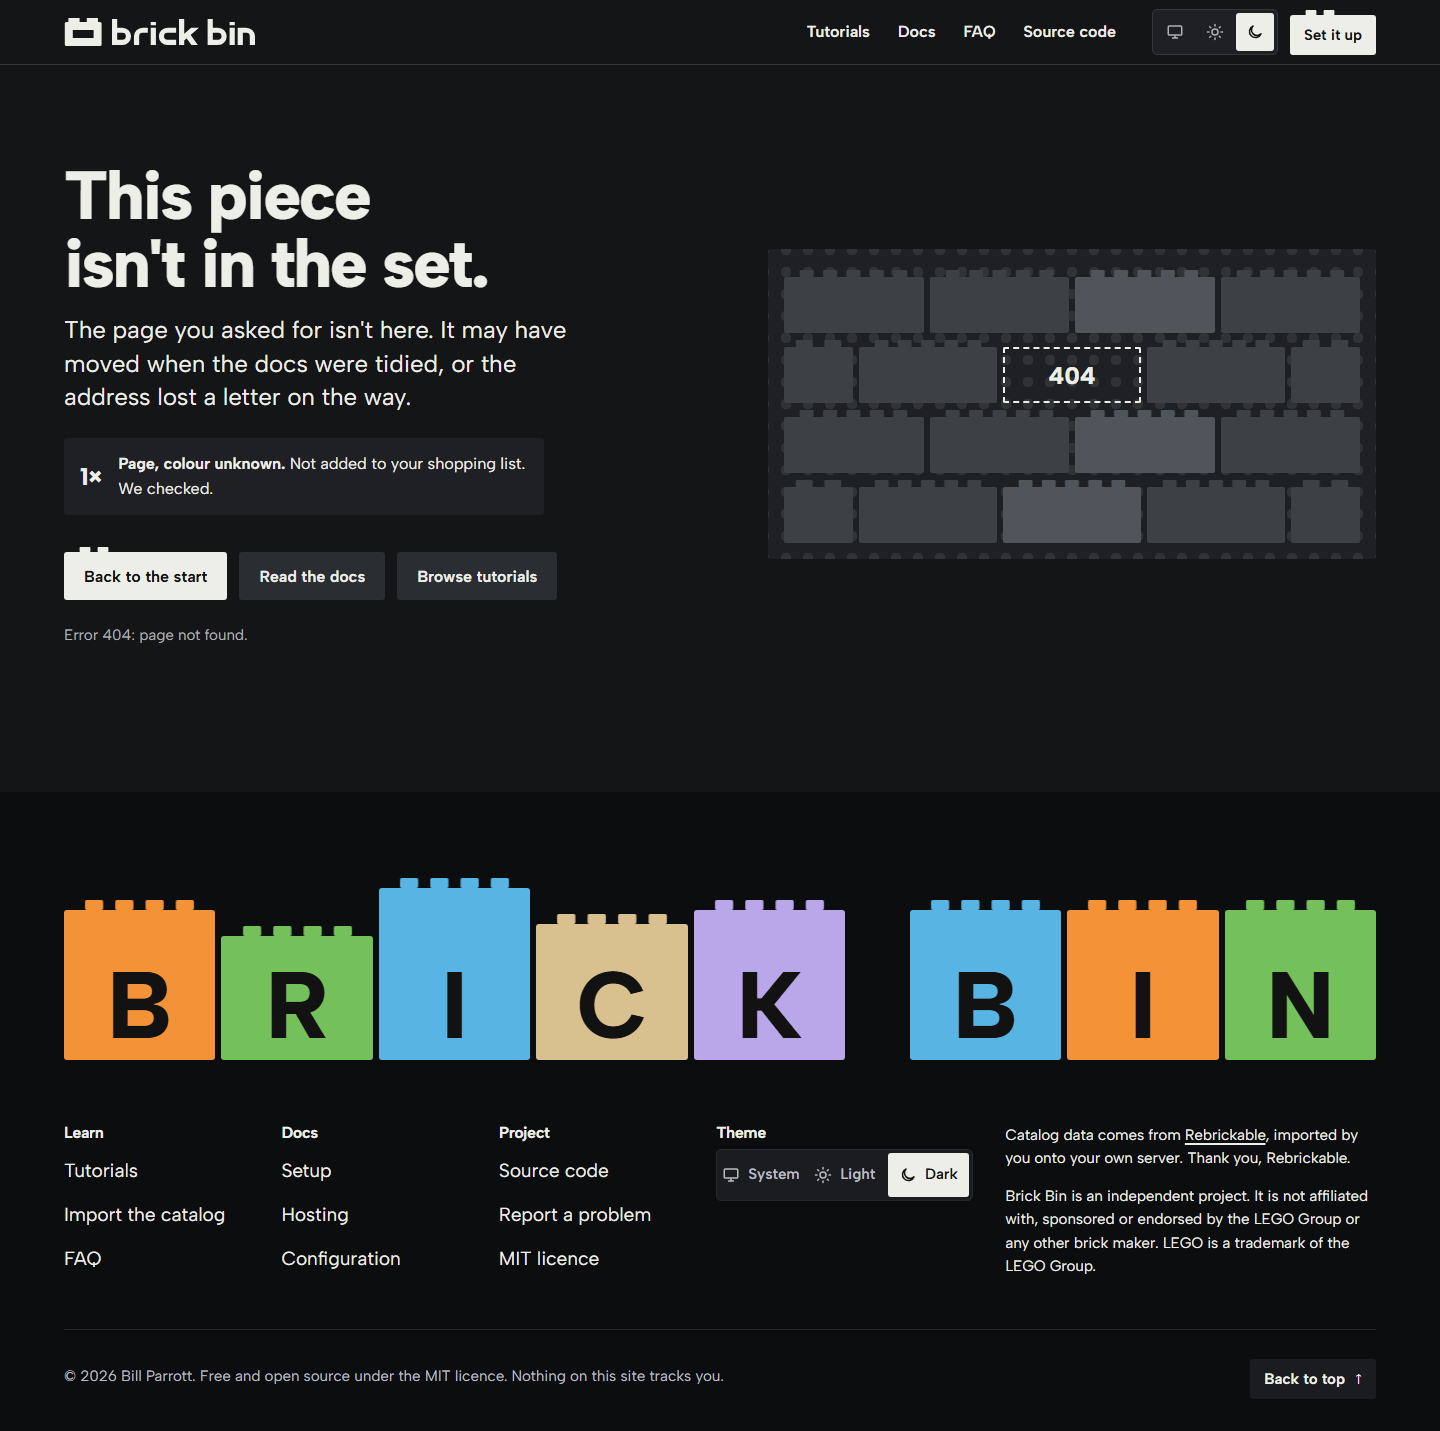 brick bin
Tutorials
Docs
FAQ
Source code
Set it up
This piece
isn't in the set.
The page you asked for isn't here. It may have
moved when the docs were tidied, or the
address lost a letter on the way.
1×
Page, colour unknown. Not added to your shopping list.
We checked.
Back to the start
Read the docs
Browse tutorials
Error 404: page not found.
404
B R I C K B I N
Learn
Tutorials
Import the catalog
FAQ
Docs
Setup
Hosting
Configuration
Project
Source code
Report a problem
MIT licence
Theme
System
Light
Dark
Catalog data comes from Rebrickable, imported by
you onto your own server. Thank you, Rebrickable.
Brick Bin is an independent project. It is not affiliated
with, sponsored or endorsed by the LEGO Group or
any other brick maker. LEGO is a trademark of the
LEGO Group.
© 2026 Bill Parrott. Free and open source under the MIT licence. Nothing on this site tracks you.
Back to top ↑